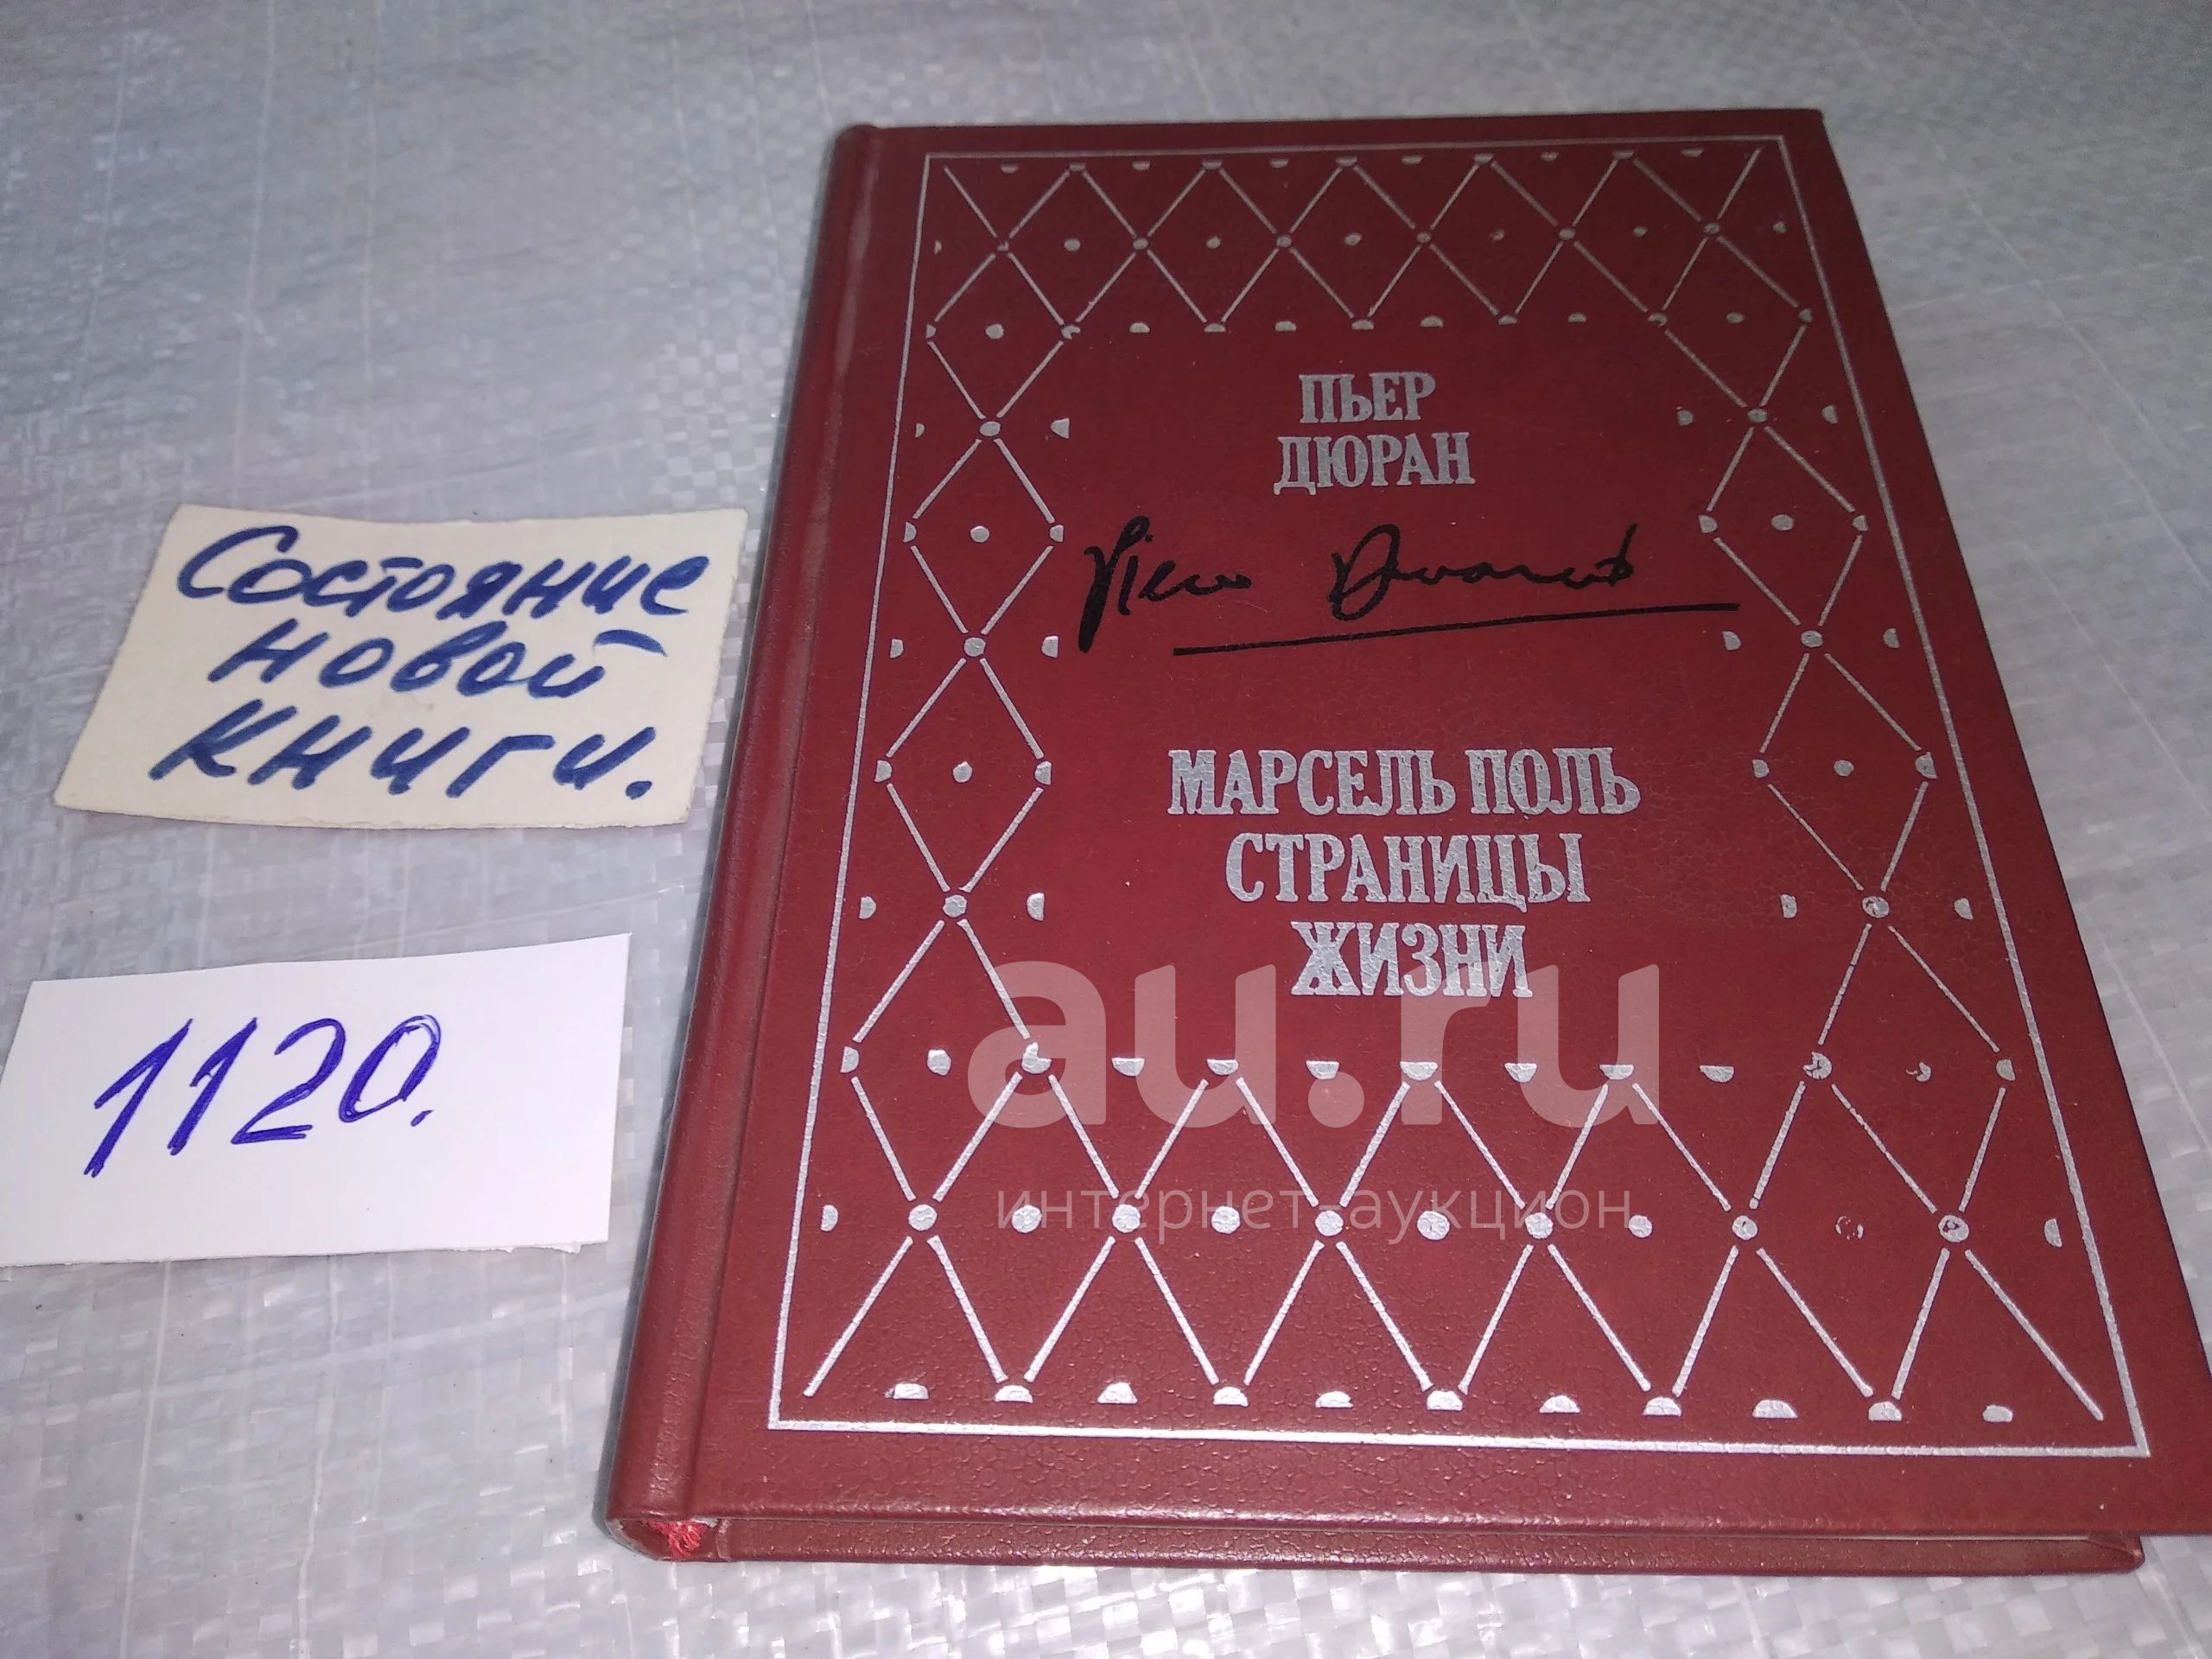 Состояние
новой
книги.
1120.
ПЬЕР
ДЮРАН
МАРСЕЛЬ ПОЛЬ
СТРАНИЦЫ
ЖИЗНИ
au.ru
интернет-аукцион